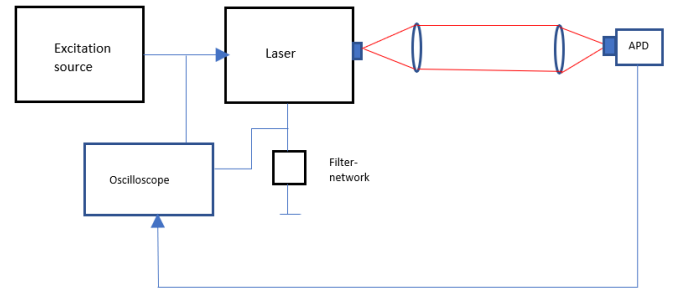 Excitation
source
Laser
APD
Oscilloscope
Filter-
network